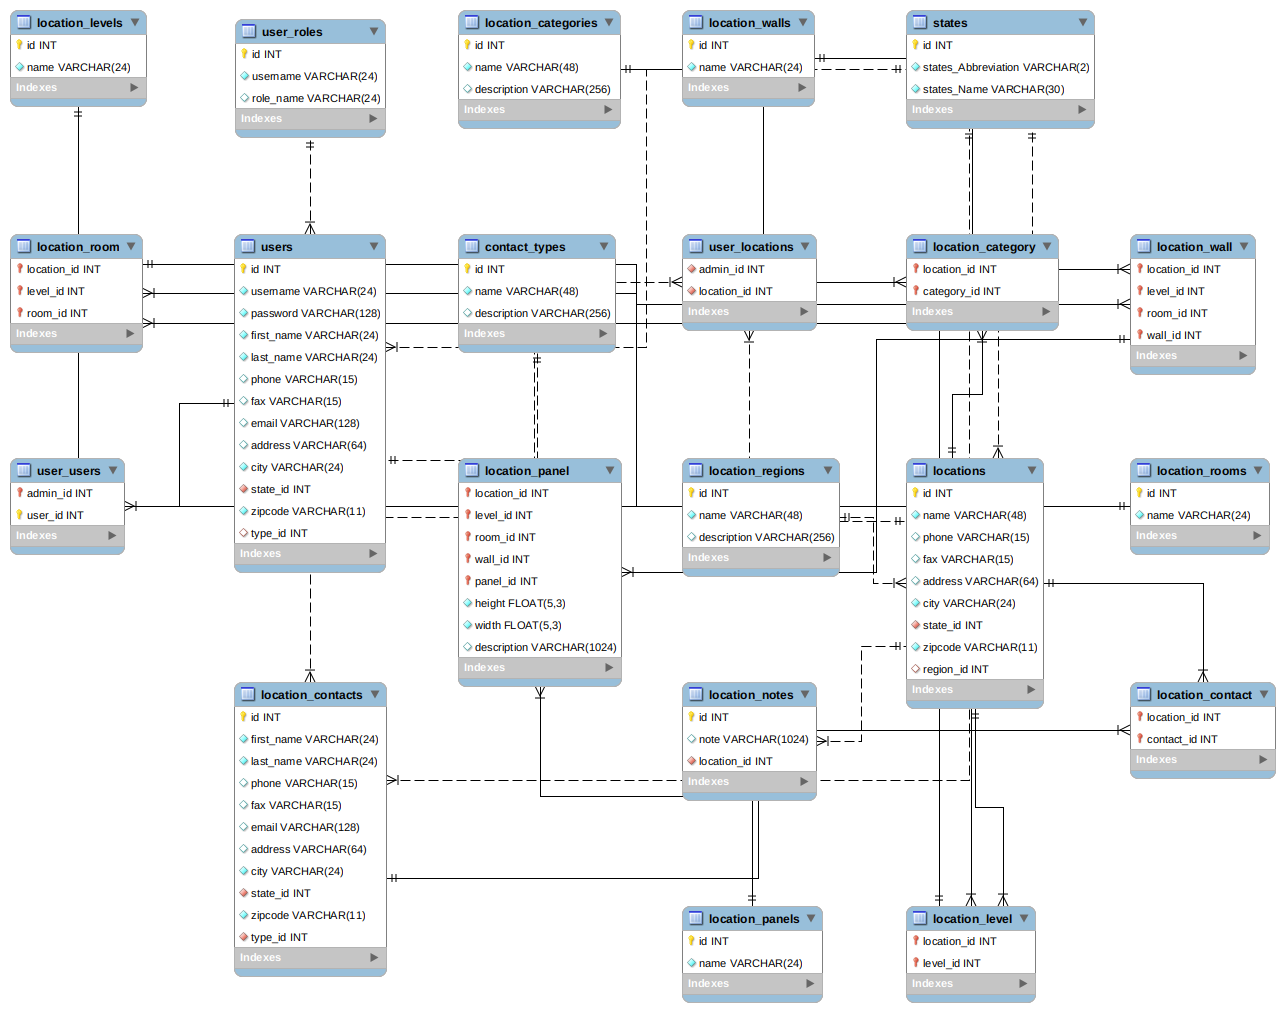 location_levels
id INT
name VARCHAR(24)
Indexes
user_roles
id INT
username VARCHAR(24)
role_name VARCHAR(24)
Indexes
location_categories
id INT
name VARCHAR(48)
description VARCHAR(256)
Indexes
location_walls
id INT
name VARCHAR(24)
Indexes
states
id INT
states_Abbreviation VARCHAR(2)
states_Name VARCHAR(30)
Indexes
location_room
location_id INT
level_id INT
room_id INT
Indexes
users
id INT
username VARCHAR(24)
password VARCHAR(128)
first_name VARCHAR(24)
last_name VARCHAR(24)
phone VARCHAR(15)
fax VARCHAR(15)
email VARCHAR(128)
address VARCHAR(64)
city VARCHAR(24)
state_id INT
zipcode VARCHAR(11)
type_id INT
Indexes
contact_types
id INT
name VARCHAR(48)
description VARCHAR(256)
Indexes
user_locations
admin_id INT
location_id INT
Indexes
location_category
location_id INT
category_id INT
Indexes
location_wall
location_id INT
level_id INT
room_id INT
wall_id INT
Indexes
user_users
admin_id INT
user_id INT
Indexes
location_panel
location_id INT
level_id INT
room_id INT
wall_id INT
panel_id INT
height FLOAT(5,3)
width FLOAT(5,3)
description VARCHAR(1024)
Indexes
location_regions
id INT
name VARCHAR(48)
description VARCHAR(256)
Indexes
locations
id INT
name VARCHAR(48)
phone VARCHAR(15)
fax VARCHAR(15)
address VARCHAR(64)
city VARCHAR(24)
state_id INT
zipcode VARCHAR(11)
region_id INT
Indexes
location_rooms
id INT
name VARCHAR(24)
Indexes
location_contacts
id INT
first_name VARCHAR(24)
last_name VARCHAR(24)
phone VARCHAR(15)
fax VARCHAR(15)
email VARCHAR(128)
address VARCHAR(64)
city VARCHAR(24)
state_id INT
zipcode VARCHAR(11)
type_id INT
Indexes
location_notes
id INT
note VARCHAR(1024)
location_id INT
Indexes
location_contact
location_id INT
contact_id INT
Indexes
location_panels
id INT
name VARCHAR(24)
Indexes
location_level
location_id INT
level_id INT
Indexes